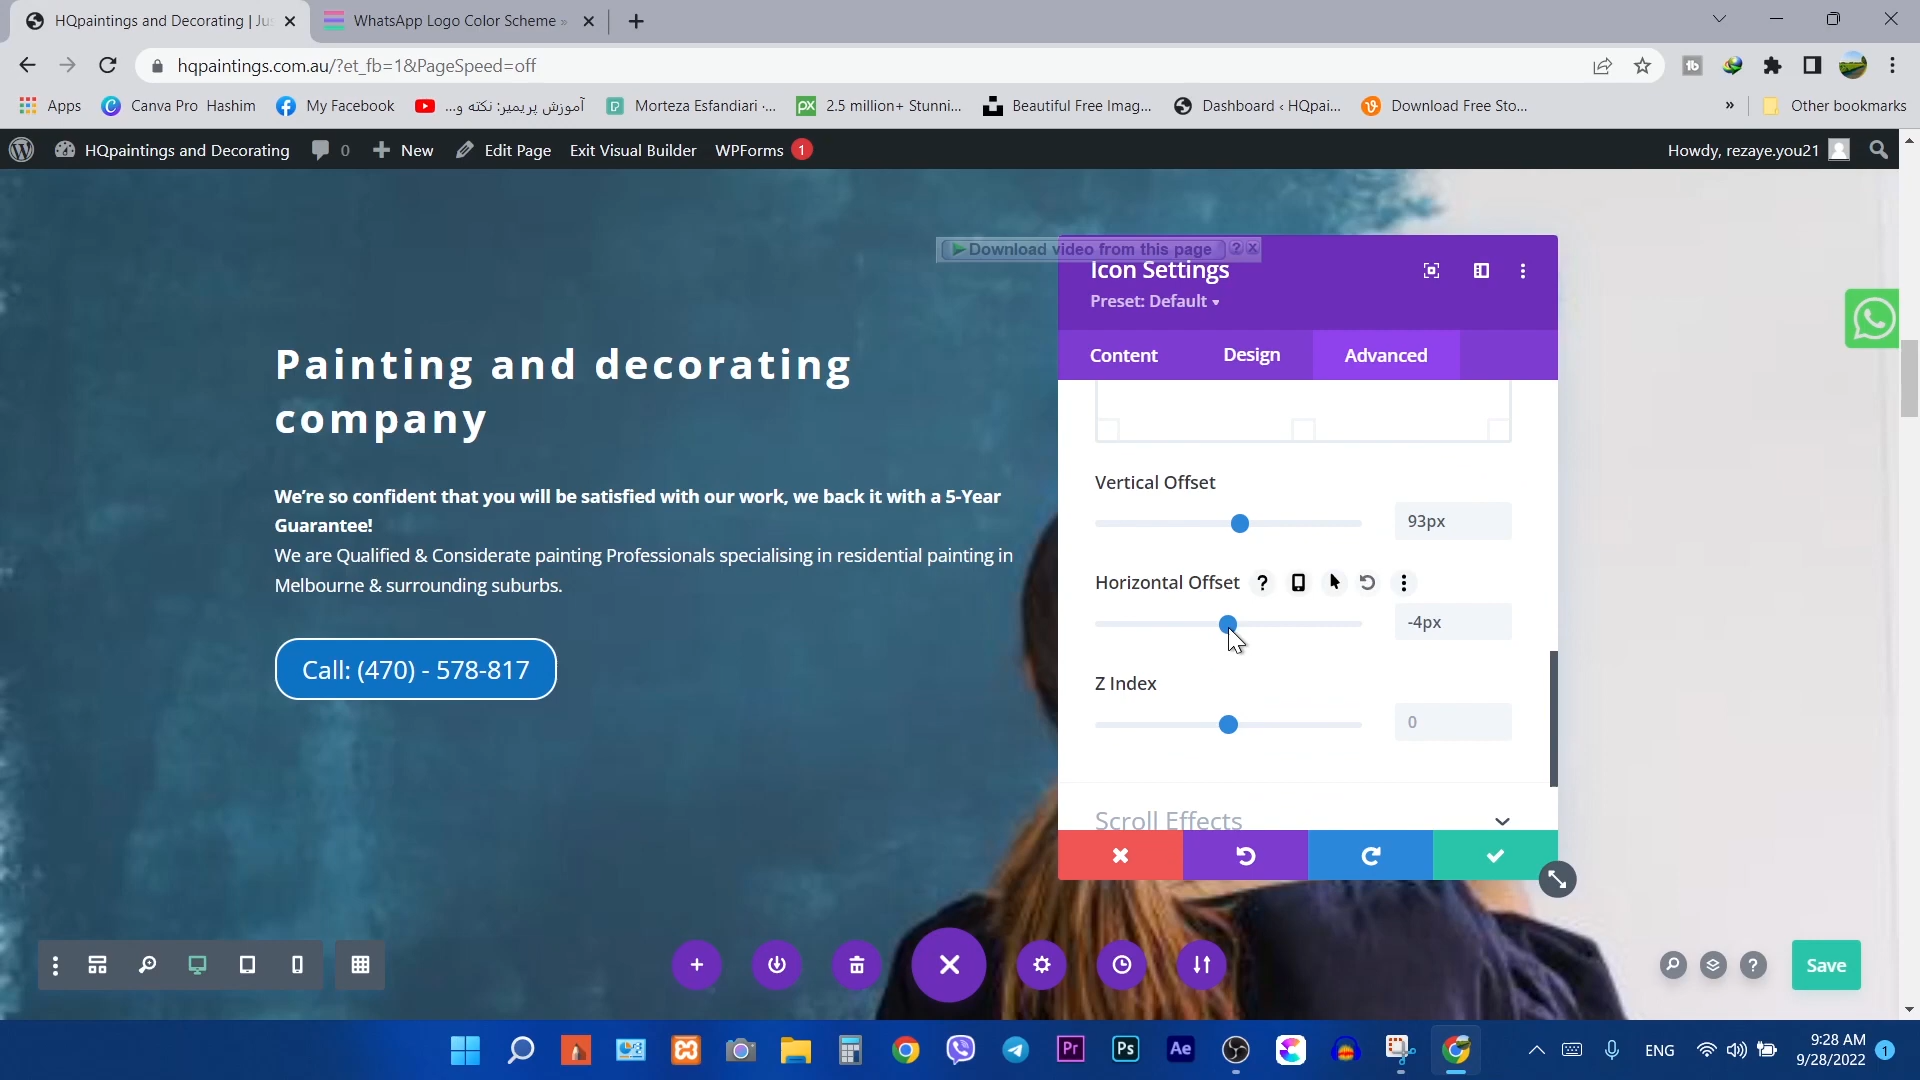 HQpaintings and Decorating | Jus
WhatsApp Logo Color Scheme »
hqpaintings.com.au/?et_fb=1&PageSpeed=off
Apps
Canva Pro Hashim
My Facebook
آموزش پریمیر: نکته و...
Morteza Esfandiari -...
2.5 million+ Stunni...
Beautiful Free Imag...
Dashboard ‹ HQpai...
Download Free Sto...
»
Other bookmarks
HQpaintings and Decorating
0
New
Edit Page
Exit Visual Builder
WPForms 1
Howdy, rezaye.you21
Download video from this page
Icon Settings
Preset: Default
Content
Design
Advanced
Painting and decorating
company
We're so confident that you will be satisfied with our work, we back it with a 5-Year
Guarantee!
We are Qualified & Considerate painting Professionals specialising in residential painting in
Melbourne & surrounding suburbs.
Call: (470) - 578-817
Vertical Offset
93px
Horizontal Offset
-4px
Z Index
0
Scroll Effects
Save
Pr
Ps
Ae
ENG
9:28 AM
9/28/2022
1